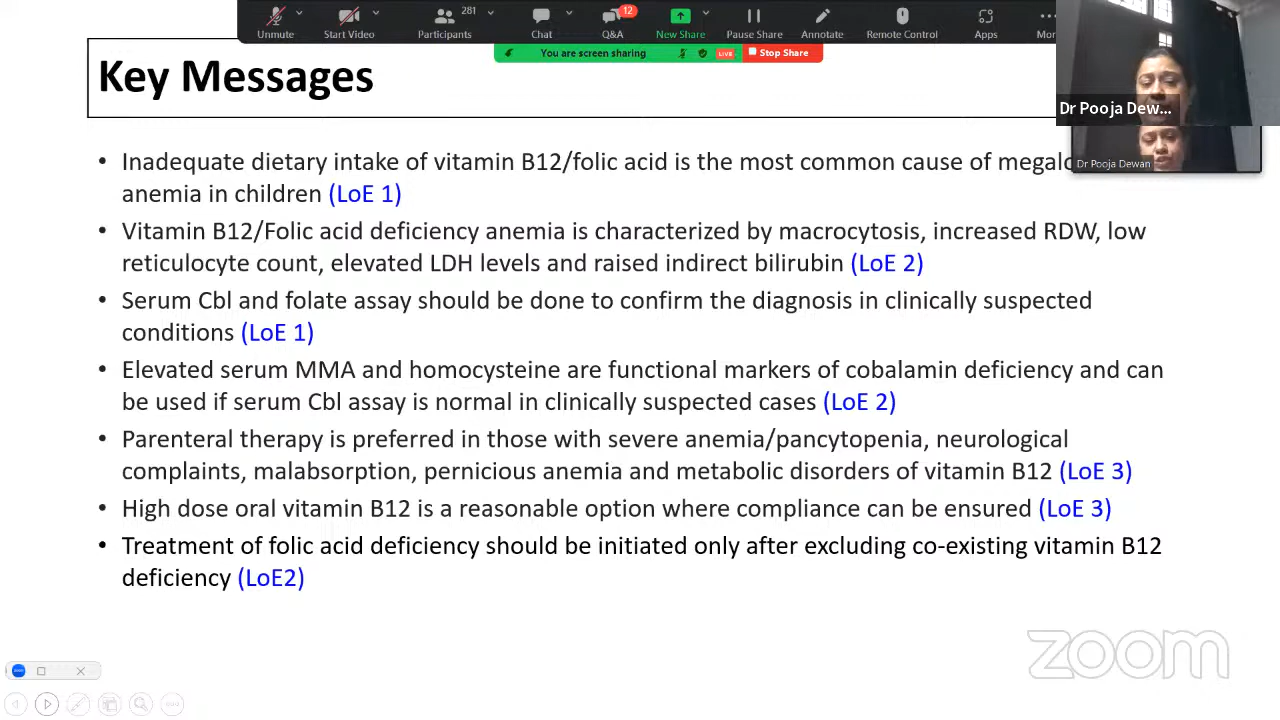 281
12
Unmute
Start Video
Participants
Chat
Q&A
New Share
Pause Share
Annotate
Remote Control
Apps
You are screen sharing
LIVE
Stop Share
Key Messages
Dr Pooja Dew...
Dr Pooja Dewan
• Inadequate dietary intake of vitamin B12/folic acid is the most common cause of
anemia in children (LoE 1)
• Vitamin B12/Folic acid deficiency anemia is characterized by macrocytosis, increased RDW, low
reticulocyte count, elevated LDH levels and raised indirect bilirubin (LoE 2)
• Serum Cbl and folate assay should be done to confirm the diagnosis in clinically suspected
conditions (LoE 1)
• Elevated serum MMA and homocysteine are functional markers of cobalamin deficiency and can
be used if serum Cbl assay is normal in clinically suspected cases (LoE 2)
• Parenteral therapy is preferred in those with severe anemia/pancytopenia, neurological
complaints, malabsorption, pernicious anemia and metabolic disorders of vitamin B12 (LoE 3)
• High dose oral vitamin B12 is a reasonable option where compliance can be ensured (LoE 3)
• Treatment of folic acid deficiency should be initiated only after excluding co-existing vitamin B12
deficiency (LoE2)
zoom